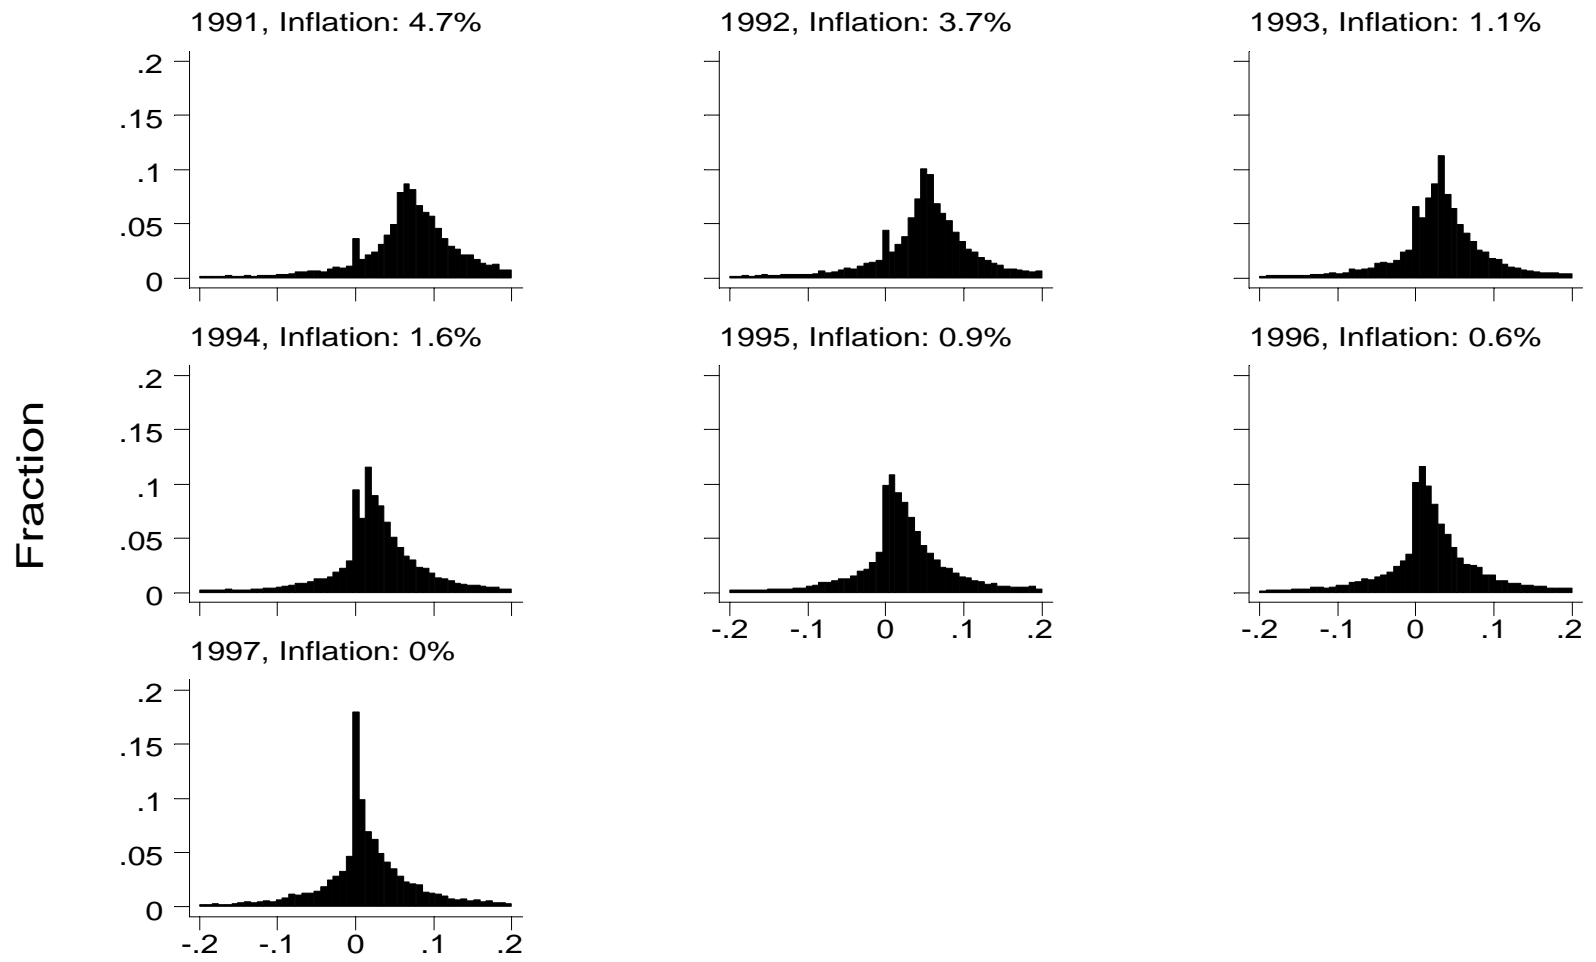 1991, Inflation: 4.7%
1992, Inflation: 3.7%
1993, Inflation: 1.1%
.2
.15
.1
.05
0
1994, Inflation: 1.6%
1995, Inflation: 0.9%
1996, Inflation: 0.6%
.2
.15
.1
.05
0
-.2 -.1 0 .1 .2
-.2 -.1 0 .1 .2
1997, Inflation: 0%
.2
.15
.1
.05
0
-.2 -.1 0 .1 .2
Fraction